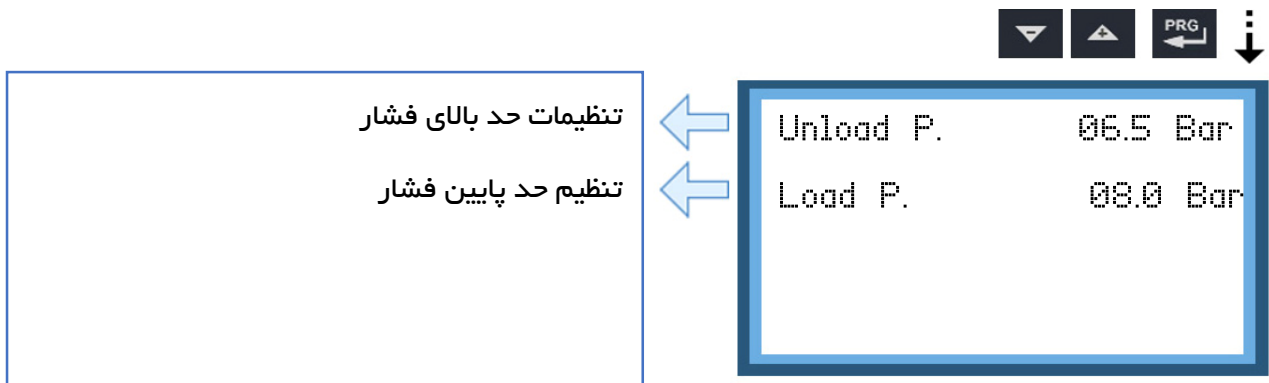 PRG
تنظیمات حد بالای فشار
Unload P. 06.5 Bar
تنظیم حد پایین فشار
Load P. 08.0 Bar